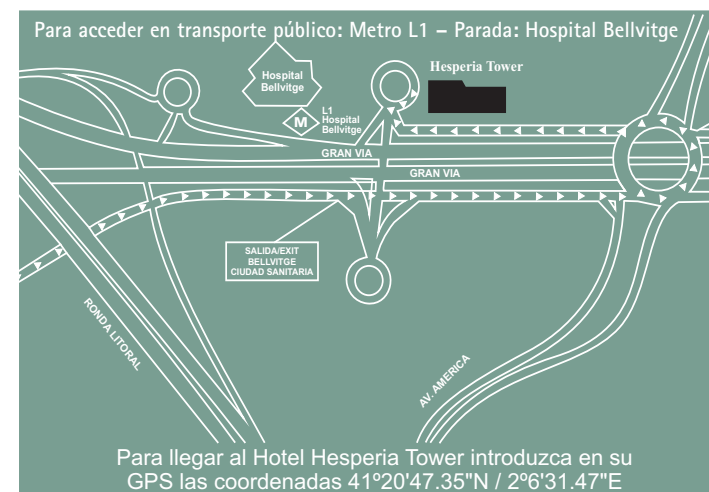 Para acceder en transporte público: Metro L1 – Parada: Hospital Bellvitge
Hospital
Bellvitge
Hesperia Tower
M
L1
Hospital
Bellvitge
GRAN VIA
GRAN VIA
SALIDA/EXIT
BELLVITGE
CIUDAD SANITARIA
RONDA LITORAL
AV. AMERICA
Para llegar al Hotel Hesperia Tower introduzca en su
GPS las coordenadas 41º20'47.35"N / 2º6'31.47"E